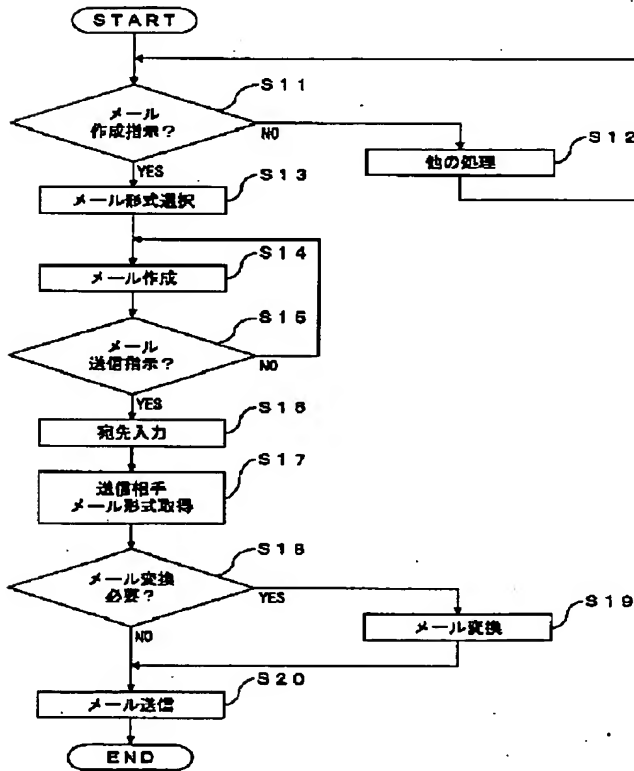 START
S11
メール
作成指示?
NO
S12
他の処理
YES
S13
メール形式選択
S14
メール作成
S15
メール
送信指示?
NO
YES
S16
宛先入力
S17
送信相手
メール形式取得
S18
メール変換
必要?
YES
S19
メール変換
NO
S20
メール送信
END